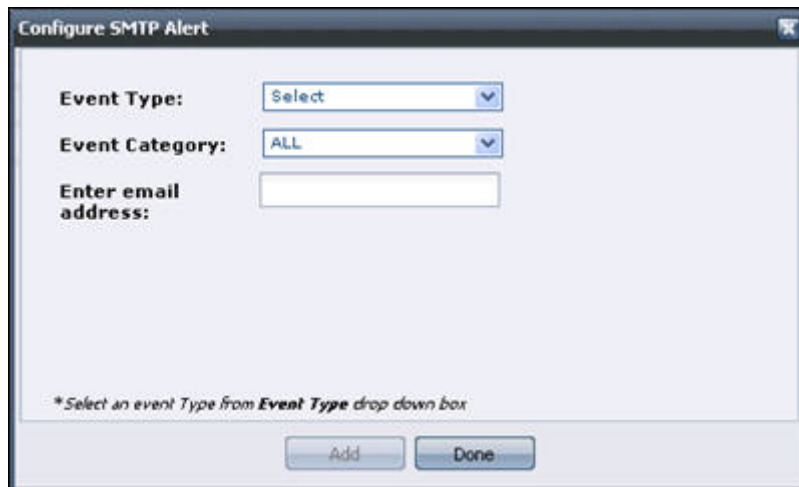 Configure SMTP Alert
Event Type: Select
Event Category: ALL
Enter email
address:
*Select an event Type from Event Type drop down box
Add Done